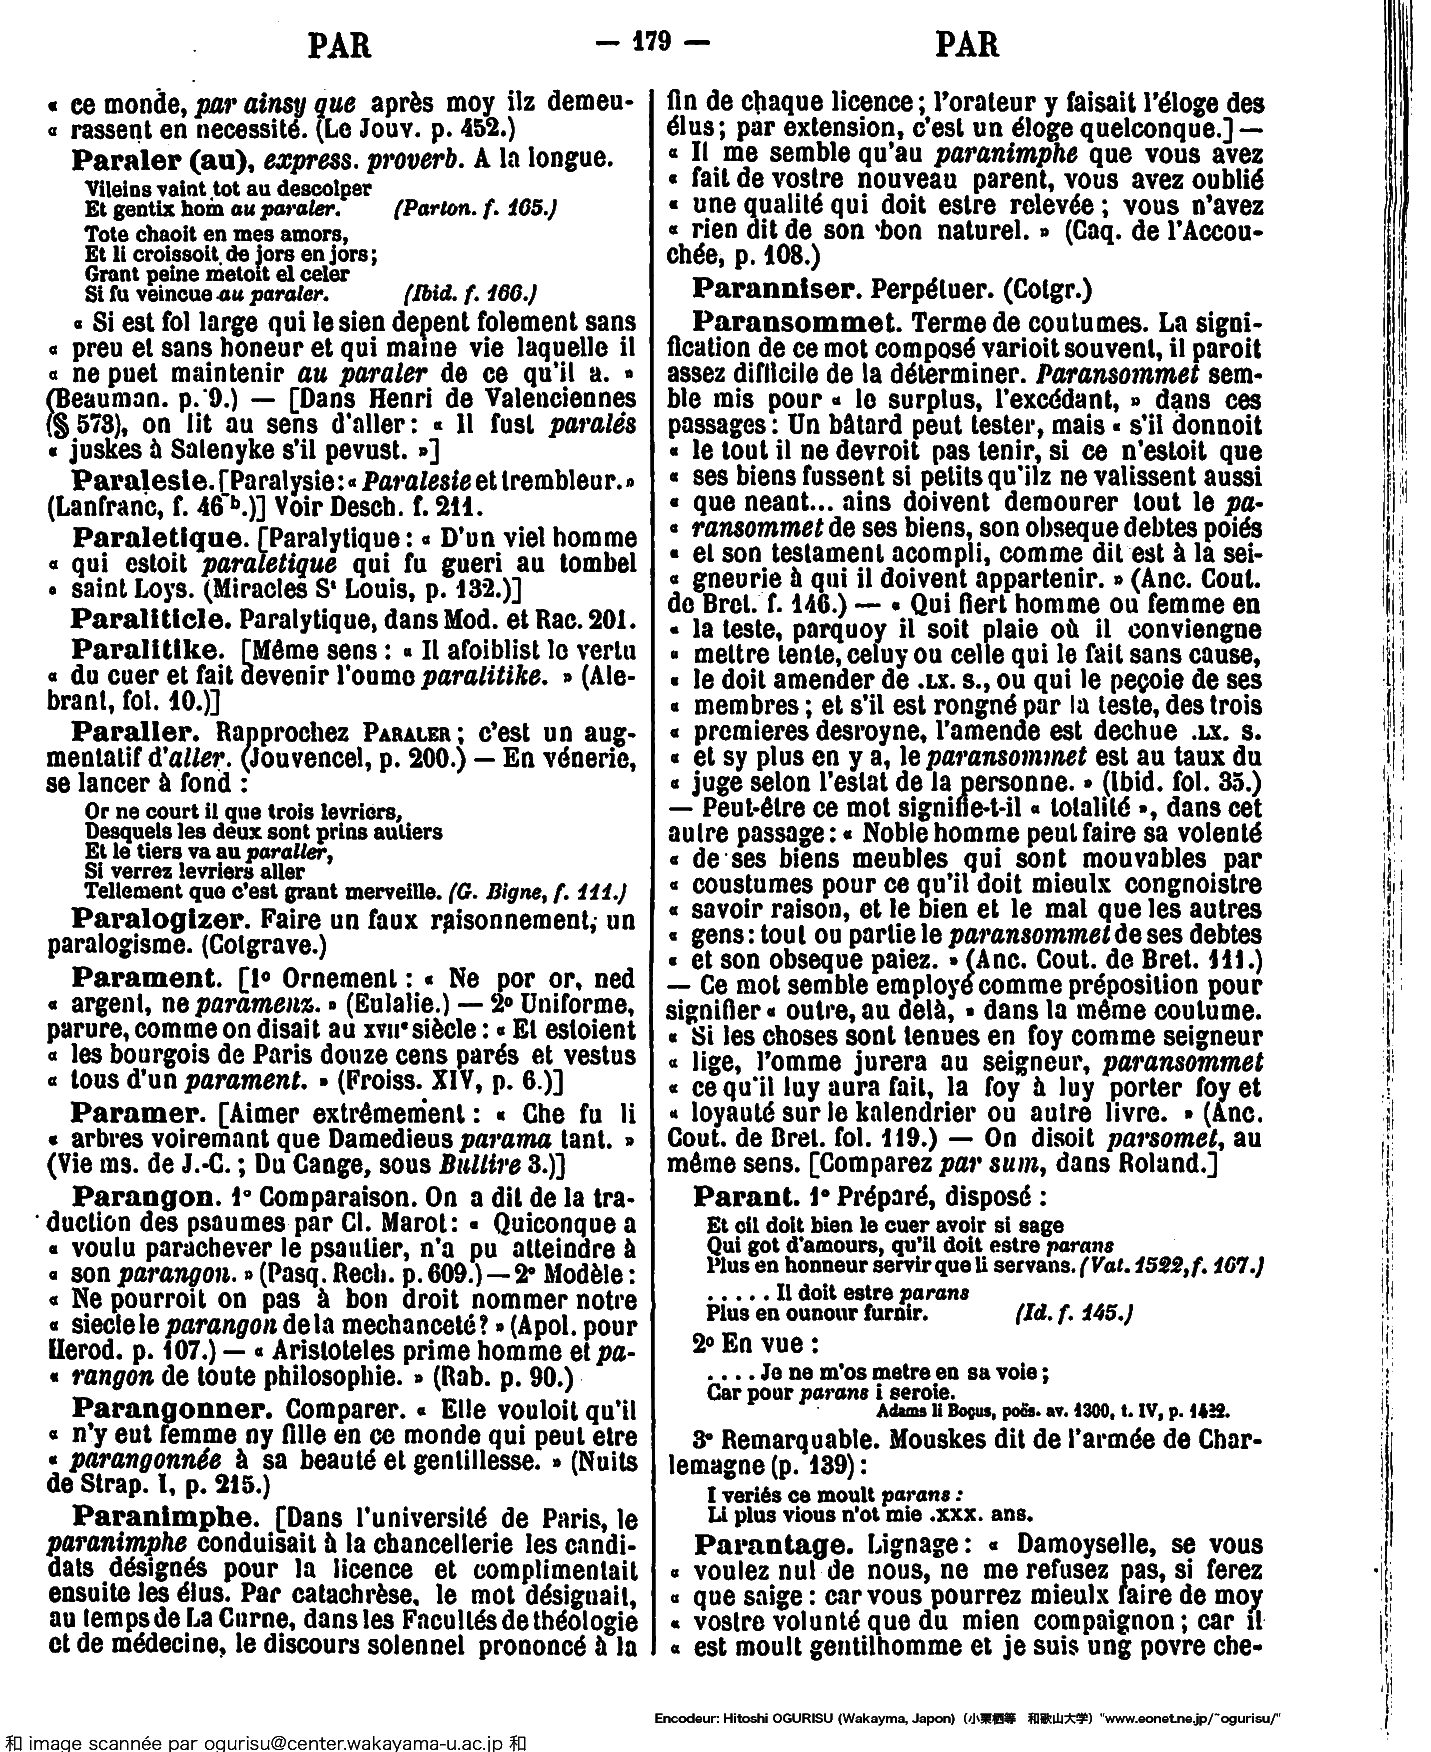 PAR — 179 — PAR
« ce monde, par ainsy que après moy ilz demeu-
« rassent en necessité. (Le Jouv. p. 452.)
Paraler (au), express. proverb. A la longue.
Vileins vaint tot au descolper
Et gentix hom au paraler. (Parton. f. 165.)
Tote chaoit en mes amors,
Et li croissoit de jors en jors;
Grant peine metoit el celer
Si fu veincue au paraler. (Ibid. f. 166.)
« Si est fol large qui le sien depent folement sans
« preu et sans honeur et qui maine vie laquelle il
« ne puet maintenir au paraler de ce qu'il a. »
(Beauman. p. 9.) — [Dans Henri de Valenciennes
(§ 573), on lit au sens d'aller: « Il fust paralés
« juskes à Salenyke s'il pevust. »]
Paralesie. [Paralysie: « Paralesie et trembleur. »
(Lanfranc, f. 46 b.)] Voir Desch. f. 211.
Paraletique. [Paralytique: « D'un viel homme
« qui estoit paraletique qui fu gueri au tombel
« saint Loys. (Miracles St Louis, p. 132.)]
Paraliticle. Paralytique, dans Mod. et Rac. 201.
Paralitike. [Même sens: « Il afoiblist le vertu
« du cuer et fait devenir l'oume paralitike. » (Ale-
brant, fol. 10.)]
Paraller. Rapprochez PARALER; c'est un aug-
mentatif d'aller. (Jouvencel, p. 200.) — En vénerie,
se lancer à fond :
Or ne court il que trois levriers,
Desquels les deux sont prins autiers
Et le tiers va au paraller,
Si verrez levriers aller
Tellement que c'est grant merveille. (G. Bigne, f. 111.)
Paralogizer. Faire un faux raisonnement, un
paralogisme. (Cotgrave.)
Parament. [1º Ornement : « Ne por or, ned
« argent, ne paramenz. » (Eulalie.) — 2º Uniforme,
parure, comme on disait au XVIIe siècle : « Et estoient
« les bourgois de Paris douze cens parés et vestus
« tous d'un parament. » (Froiss. XIV, p. 6.)]
Paramer. [Aimer extrêmement : « Che fu li
« arbres voiremant que Damedieus parama tant. »
(Vie ms. de J.-C. ; Du Cange, sous Bullire 3.)]
Parangon. 1º Comparaison. On a dit de la tra-
duction des psaumes par Cl. Marot: « Quiconque a
« voulu parachever le psautier, n'a pu atteindre à
« son parangon. » (Pasq. Rech. p. 609.) — 2º Modèle:
« Ne pourroit on pas à bon droit nommer notre
« siecle le parangon de la mechanceté? » (Apol. pour
Herod. p. 107.) — « Aristoteles prime homme et pa-
« rangon de toute philosophie. » (Rab. p. 90.)
Parangonner. Comparer. « Elle vouloit qu'il
« n'y eut femme ny fille en ce monde qui peut etre
« parangonnée à sa beauté et gentillesse. » (Nuits
de Strap. I, p. 215.)
Paranimphe. [Dans l'université de Paris, le
paranimphe conduisait à la chancellerie les candi-
dats désignés pour la licence et complimentait
ensuite les élus. Par catachrèse, le mot désignait,
au temps de La Curne, dans les Facultés de théologie
et de médecine, le discours solennel prononcé à la
fin de chaque licence ; l'orateur y faisait l'éloge des
élus ; par extension, c'est un éloge quelconque.] —
« Il me semble qu'au paranimphe que vous avez
« fait de vostre nouveau parent, vous avez oublié
« une qualité qui doit estre relevée ; vous n'avez
« rien dit de son bon naturel. » (Caq. de l'Accou-
chée, p. 108.)
Paranniser. Perpétuer. (Cotgr.)
Paransommet. Terme de coutumes. La signi-
fication de ce mot composé varioit souvent, il paroit
assez difficile de la déterminer. Paransommet sem-
ble mis pour « le surplus, l'excédant, » dans ces
passages : Un bâtard peut tester, mais « s'il donnoit
« le tout il ne devroit pas tenir, si ce n'estoit que
« ses biens fussent si petits qu'ilz ne valissent aussi
« que neant... ains doivent demourer tout le pa-
« ransommet de ses biens, son obseque debtes poiés
« et son testament acompli, comme dit est à la sei-
« gneurie à qui il doivent appartenir. » (Anc. Cout.
de Bret. f. 146.) — « Qui fiert homme ou femme en
« la teste, parquoy il soit plaie où il conviengne
« mettre tente, celuy ou celle qui le fait sans cause,
« le doit amender de .LX. s., ou qui le peçoie de ses
« membres ; et s'il est rongné par la teste, des trois
« premieres desroyne, l'amende est dechue .LX. s.
« et sy plus en y a, le paransommet est au taux du
« juge selon l'estat de la personne. » (Ibid. fol. 35.)
— Peut-être ce mot signifie-t-il « totalité », dans cet
autre passage : « Noble homme peut faire sa volenté
« de ses biens meubles qui sont mouvables par
« coustumes pour ce qu'il doit mieulx congnoistre
« savoir raison, et le bien et le mal que les autres
« gens : tout ou partie le paransommet de ses debtes
« et son obseque paiez. » (Anc. Cout. de Bret. 111.)
— Ce mot semble employé comme préposition pour
signifier « outre, au délà, » dans la même coutume.
« Si les choses sont tenues en foy comme seigneur
« lige, l'omme jurera au seigneur, paransommet
« ce qu'il luy aura fait, la foy à luy porter foy et
« loyauté sur le kalendrier ou autre livre. » (Anc.
Cout. de Bret. fol. 119.) — On disoit parsomet, au
même sens. [Comparez par sum, dans Roland.]
Parant. 1º Préparé, disposé :
Et cil doit bien le cuer avoir si sage
Qui got d'amours, qu'il doit estre parans
Plus en honneur servir que li servans. (Vat. 1522, f. 167.)
. . . . . Il doit estre parans
Plus en ounour furnir. (Id. f. 145.)
2º En vue :
. . . . Je ne m'os metre en sa voie ;
Car pour parans i seroie.
Adams li Boçus, poës. av. 1300, t. IV, p. 1422.
3º Remarquable. Mouskes dit de l'armée de Char-
lemagne (p. 139) :
I veriés ce moult parans :
Li plus vious n'ot mie .XXX. ans.
Parantage. Lignage : « Damoyselle, se vous
« voulez nul de nous, ne me refusez pas, si ferez
« que saige : car vous pourrez mieulx faire de moy
« vostre volunté que du mien compaignon ; car il
« est moult gentilhomme et je suis ung povre che-
Encodeur: Hitoshi OGURISU (Wakayma, Japon)（小栗栖等 和歌山大学）"www.eonet.ne.jp/~ogurisu/"
和 image scannée par ogurisu@center.wakayama-u.ac.jp 和